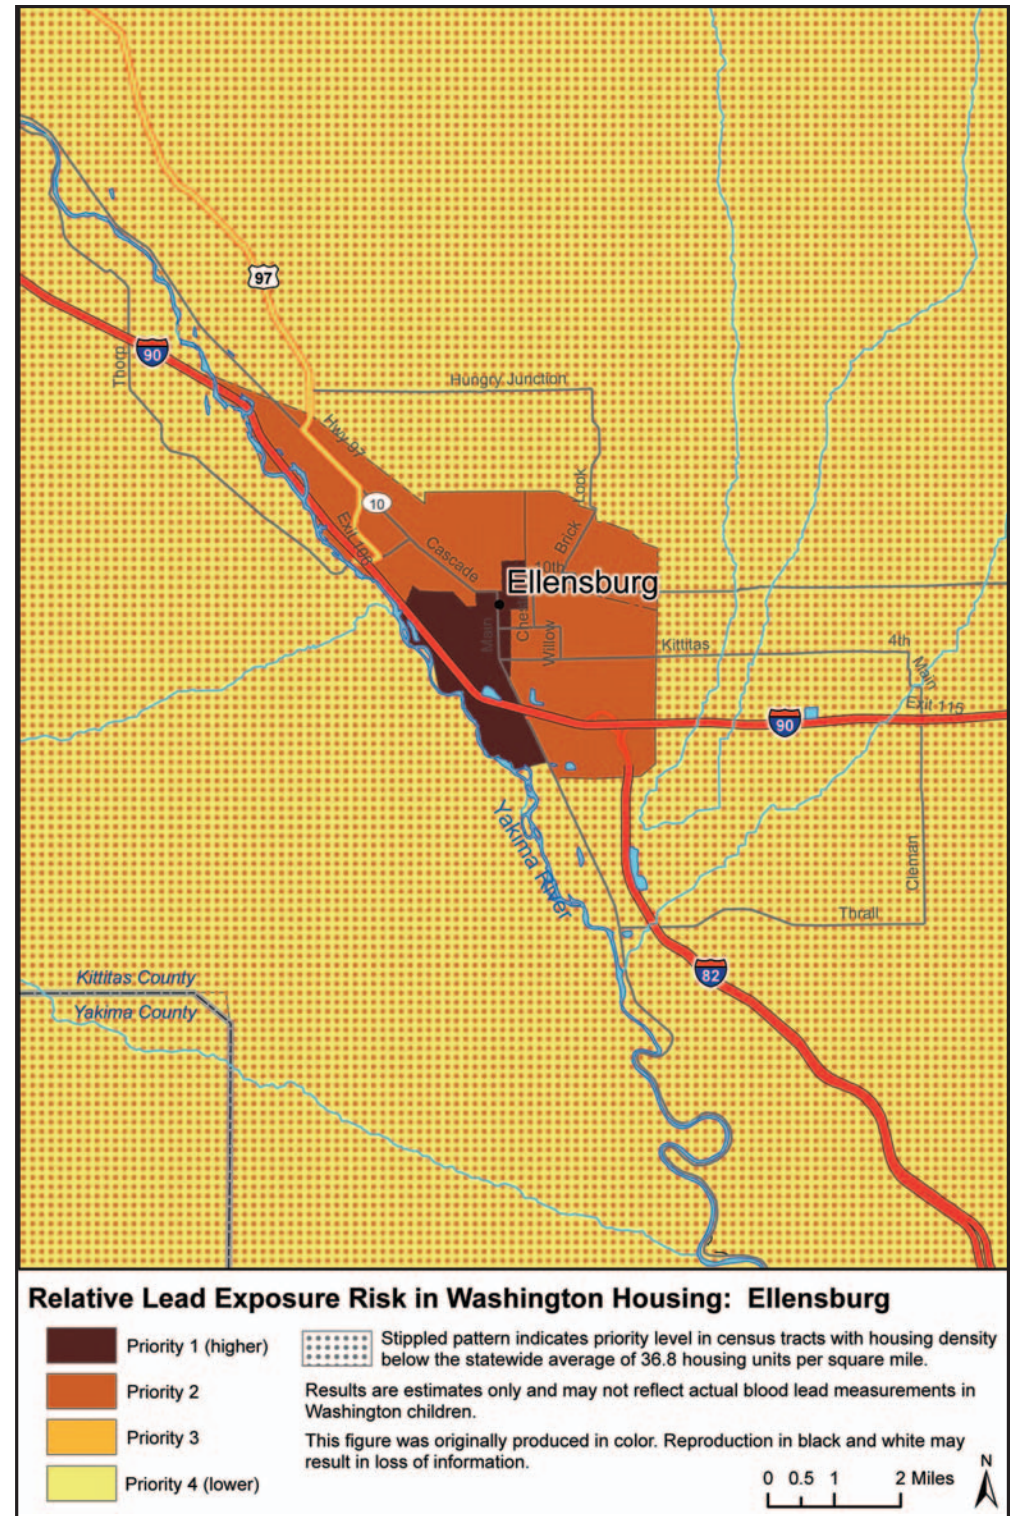 97
90
Thorp
Hungry Junction
Hwy 97
Look
10
Exit 106
Cascade
Brick
10th
Ellensburg
Main
Willow
Kittitas
4th
Main
Exit 115
90
Yakima River
Cleman
Thrall
82
Kittitas County
Yakima County
Relative Lead Exposure Risk in Washington Housing: Ellensburg
Priority 1 (higher)
Priority 2
Priority 3
Priority 4 (lower)
Stippled pattern indicates priority level in census tracts with housing density
below the statewide average of 36.8 housing units per square mile.
Results are estimates only and may not reflect actual blood lead measurements in
Washington children.
This figure was originally produced in color. Reproduction in black and white may
result in loss of information.
0 0.5 1 2 Miles
N